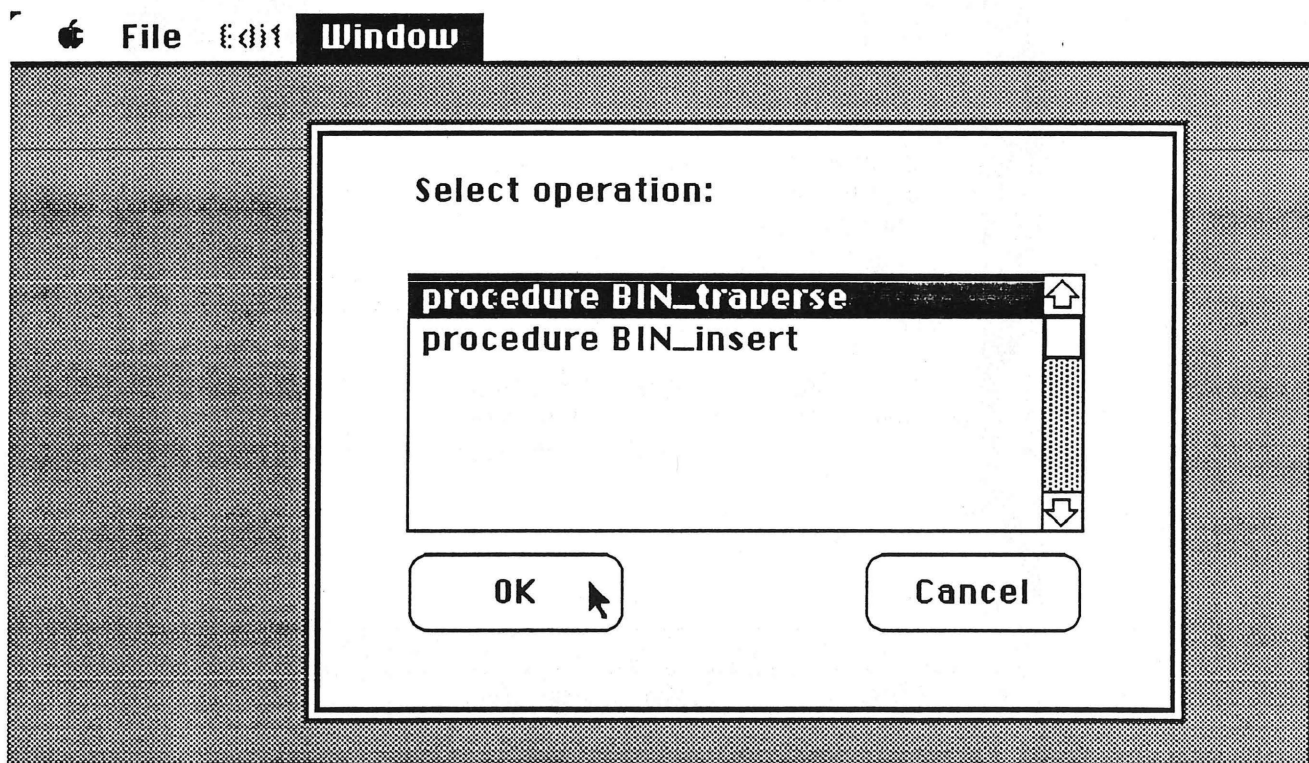 File Edit Window
Select operation:
procedure BIN_traverse
procedure BIN_insert
OK Cancel